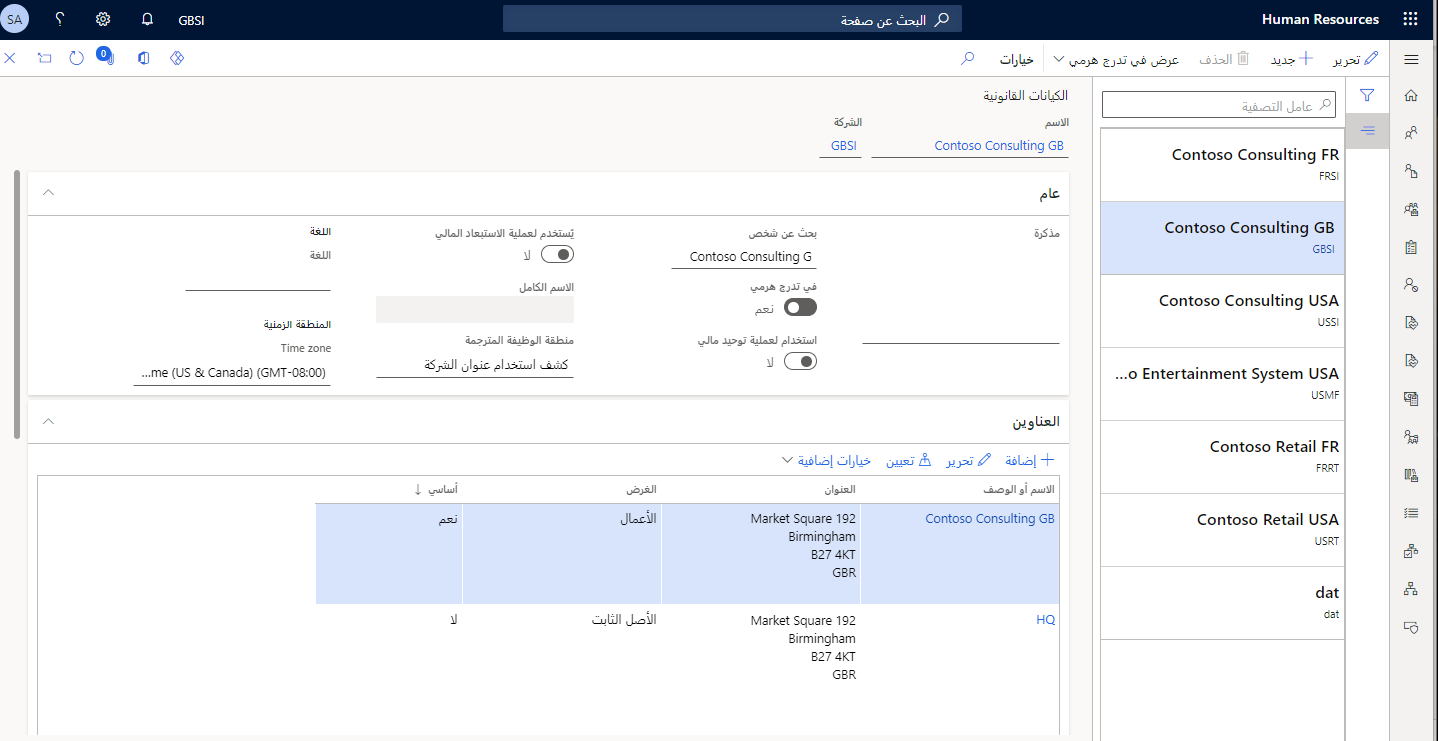 Human Resources
البحث عن صفحة
GBSI
؟
SA
تحرير
جديد
الحذف
عرض في تدرج هرمي
خيارات
0
عامل التصفية
Contoso Consulting FR
FRSI
Contoso Consulting GB
GBSI
Contoso Consulting USA
USSI
...o Entertainment System USA
USMF
Contoso Retail FR
FRRT
Contoso Retail USA
USRT
dat
dat
الكيانات القانونية
الاسم
الشركة
Contoso Consulting GB
GBSI
عام
مذكرة
بحث عن شخص
Contoso Consulting G
في تدرج هرمي
نعم
استخدام لعملية توحيد مالي
لا
يُستخدم لعملية الاستبعاد المالي
لا
الاسم الكامل
منطقة الوظيفة المترجمة
كشف استخدام عنوان الشركة
اللغة
اللغة
المنطقة الزمنية
Time zone
...me (US & Canada) (GMT-08:00)
العناوين
إضافة
تحرير
تعيين
خيارات إضافية
الاسم أو الوصف
العنوان
الغرض
أساسي
Contoso Consulting GB
Market Square 192
Birmingham
B27 4KT
GBR
الأعمال
نعم
HQ
Market Square 192
Birmingham
B27 4KT
GBR
الأصل الثابت
لا